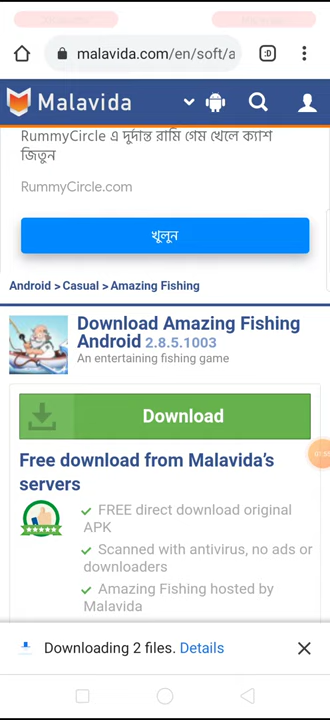 malavida.com/en/soft/a
:D
Malavida
RummyCircle এ দুর্দান্ত রামি গেম খেলে ক্যাশ
জিতুন
RummyCircle.com
খুলুন
Android > Casual > Amazing Fishing
Download Amazing Fishing
Android 2.8.5.1003
An entertaining fishing game
Download
Free download from Malavida's
servers
FREE direct download original
APK
Scanned with antivirus, no ads or
downloaders
Amazing Fishing hosted by
Malavida
Downloading 2 files. Details